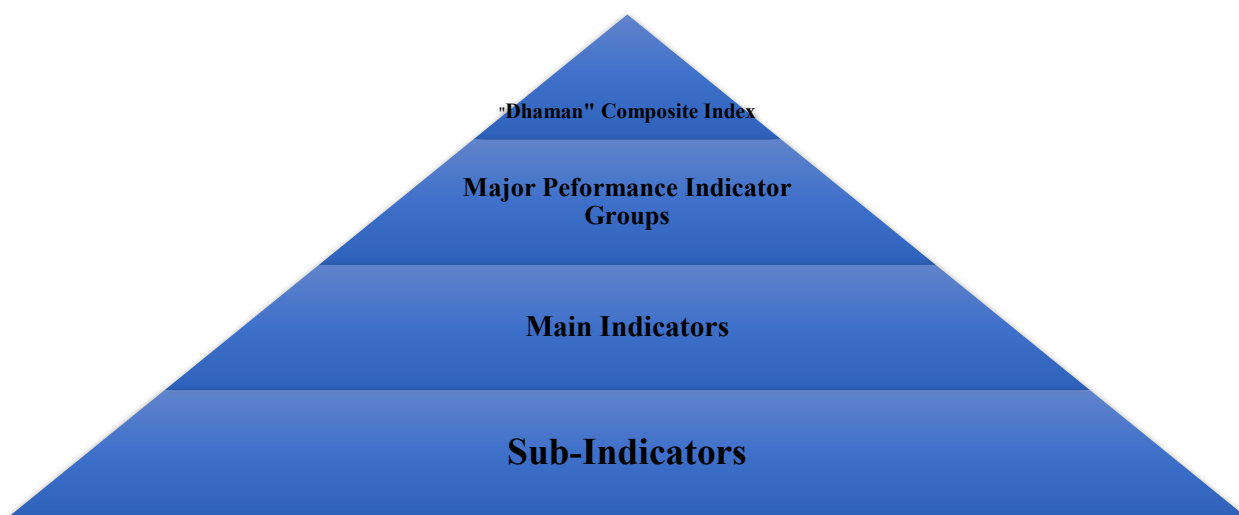 "Dhaman" Composite Index
Major Peformance Indicator
Groups
Main Indicators
Sub-Indicators